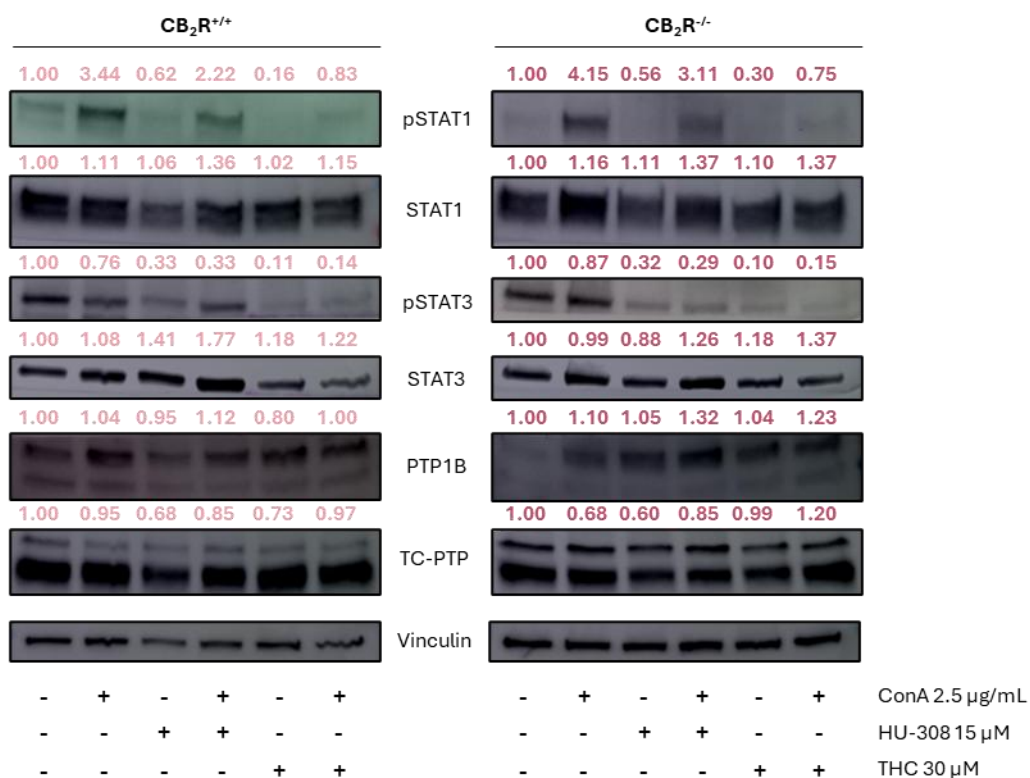 CB₂R⁺/⁺ CB₂R⁻/⁻
1.00 3.44 0.62 2.22 0.16 0.83 1.00 4.15 0.56 3.11 0.30 0.75
pSTAT1
1.00 1.11 1.06 1.36 1.02 1.15 1.00 1.16 1.11 1.37 1.10 1.37
STAT1
1.00 0.76 0.33 0.33 0.11 0.14 1.00 0.87 0.32 0.29 0.10 0.15
pSTAT3
1.00 1.08 1.41 1.77 1.18 1.22 1.00 0.99 0.88 1.26 1.18 1.37
STAT3
1.00 1.04 0.95 1.12 0.80 1.00 1.00 1.10 1.05 1.32 1.04 1.23
PTP1B
1.00 0.95 0.68 0.85 0.73 0.97 1.00 0.68 0.60 0.85 0.99 1.20
TC-PTP
Vinculin
- + - + - + - + - + - + ConA 2.5 µg/mL
- - + + - - - - + + - - HU-308 15 µM
- - - - + + - - - - + + THC 30 µM